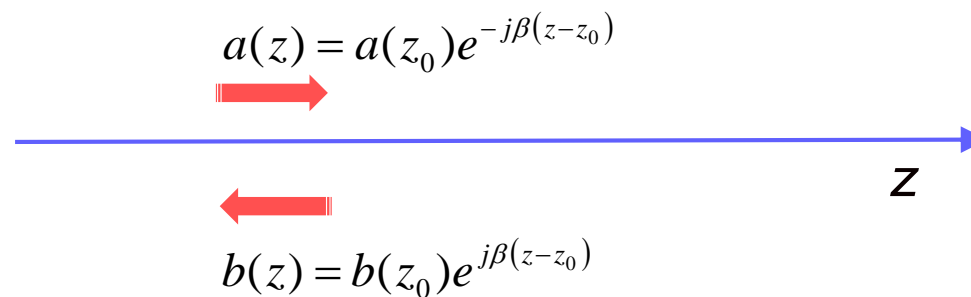 a(z) = a(z₀)e^{-jβ(z-z₀)}
z
b(z) = b(z₀)e^{jβ(z-z₀)}